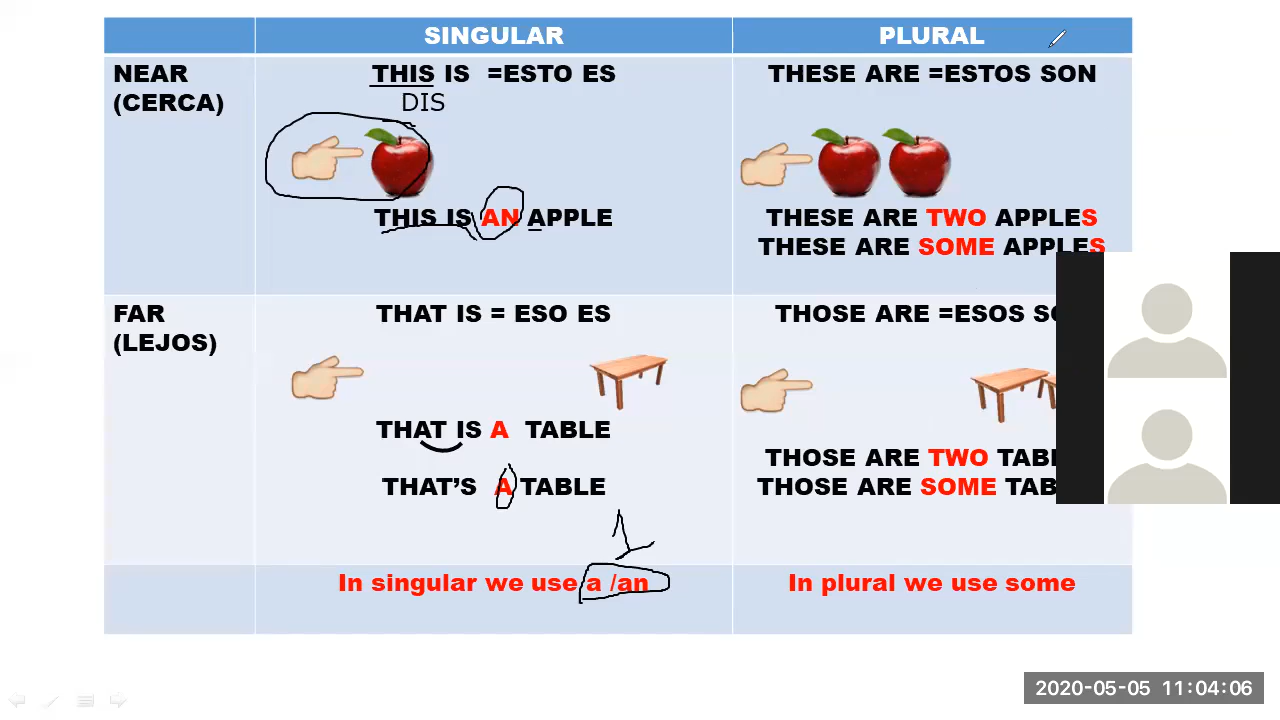 SINGULAR
PLURAL
NEAR
(CERCA)
THIS IS =ESTO ES
DIS
THIS IS AN APPLE
THESE ARE =ESTOS SON
THESE ARE TWO APPLES
THESE ARE SOME APPLES
FAR
(LEJOS)
THAT IS = ESO ES
THAT IS A TABLE
THAT'S A TABLE
THOSE ARE =ESOS
THOSE ARE TWO
THOSE ARE SOME
In singular we use a /an
In plural we use some
2020-05-05 11:04:06